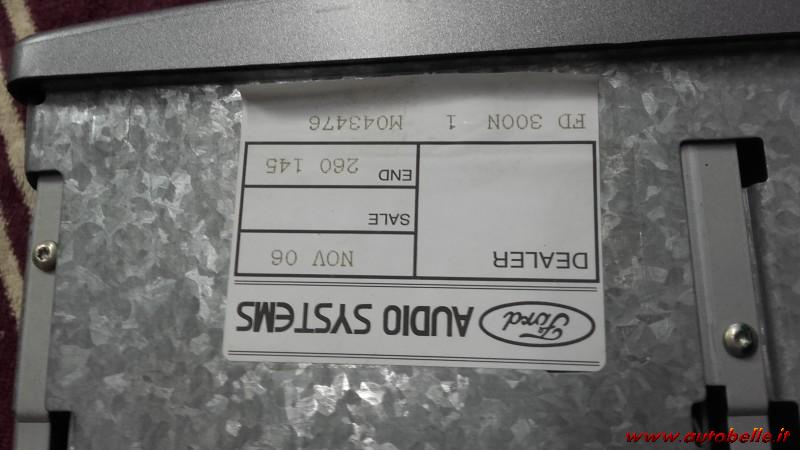 Ford AUDIO SYSTEMS
DEALER
NOV 06
SALE
END 260 145
FD 300N 1 M043476
www.autobelle.it